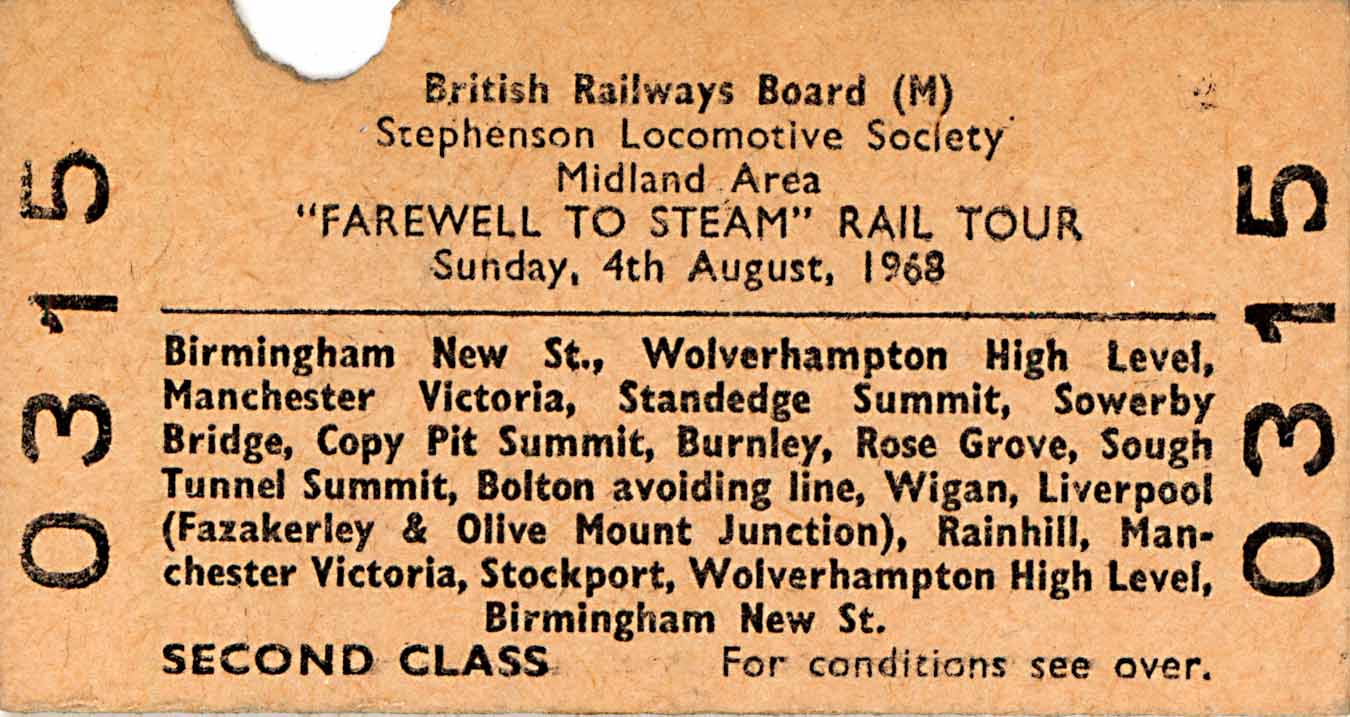 British Railways Board (M)
Stephenson Locomotive Society
Midland Area
"FAREWELL TO STEAM" RAIL TOUR
Sunday, 4th August, 1968
Birmingham New St., Wolverhampton High Level,
Manchester Victoria, Standedge Summit, Sowerby
Bridge, Copy Pit Summit, Burnley, Rose Grove, Sough
Tunnel Summit, Bolton avoiding line, Wigan, Liverpool
(Fazakerley & Olive Mount Junction), Rainhill, Man-
chester Victoria, Stockport, Wolverhampton High Level,
Birmingham New St.
SECOND CLASS For conditions see over.
0315
0315